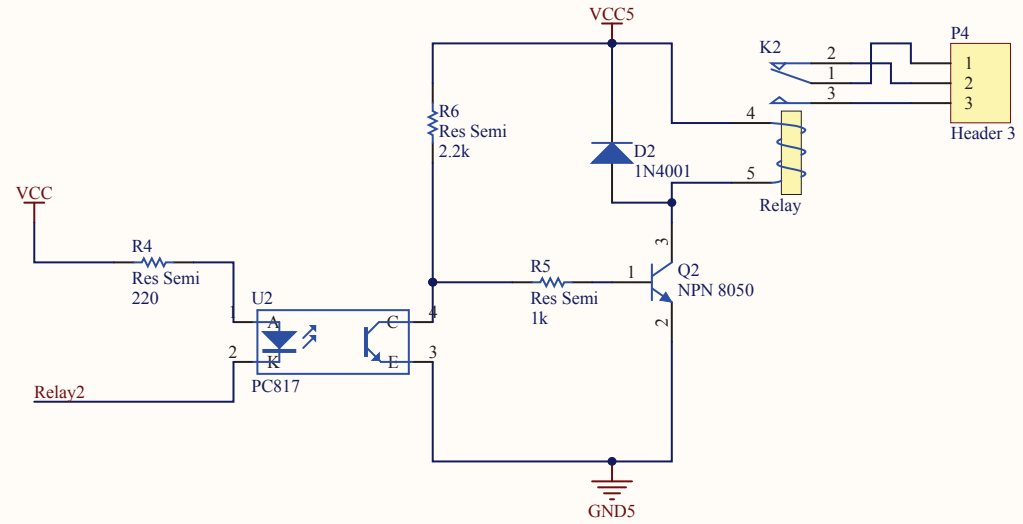 VCC5
K2
P4
2
1
3
1
2
3
Header 3
R6
Res Semi
2.2k
4
D2
1N4001
5
Relay
VCC
R4
Res Semi
220
3
R5
Res Semi
1k
1
Q2
NPN 8050
2
U2
1
A
C
4
2
K
E
3
PC817
Relay2
GND5